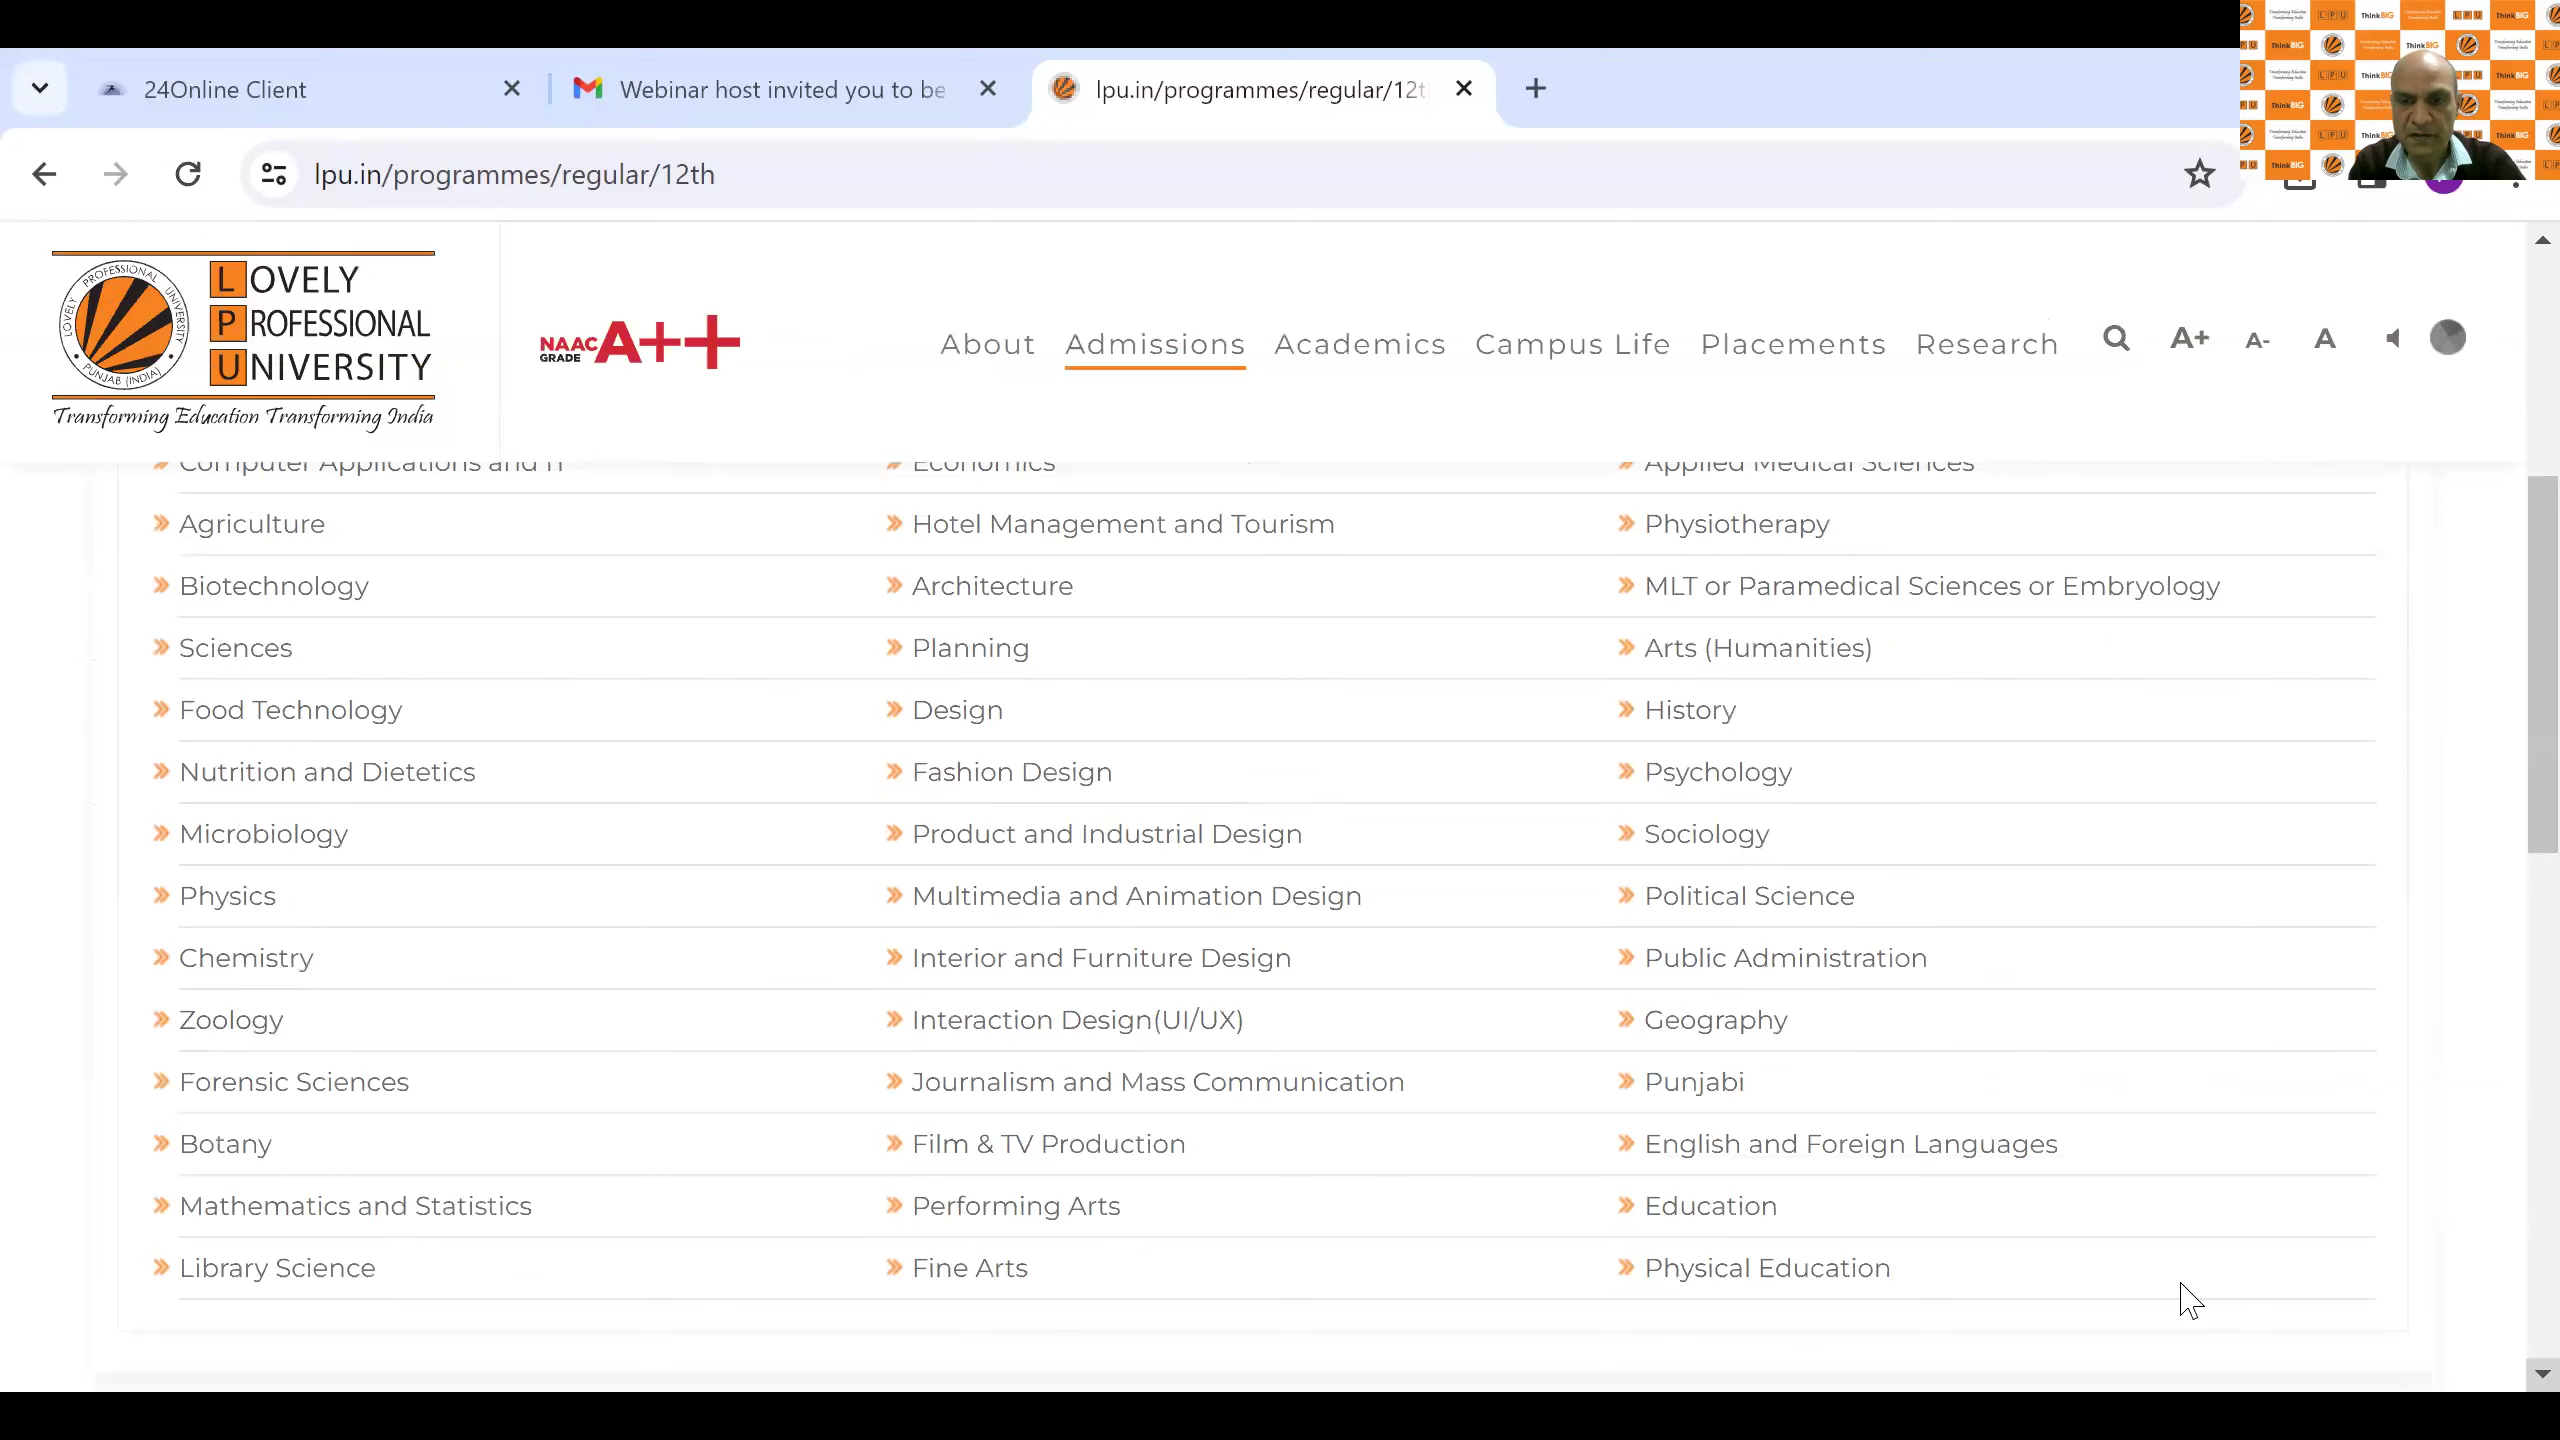 24Online Client
Webinar host invited you to be
lpu.in/programmes/regular/12t
lpu.in/programmes/regular/12th
LOVELY
PROFESSIONAL
UNIVERSITY
LOVELY PROFESSIONAL UNIVERSITY
PUNJAB (INDIA)
Transforming Education Transforming India
NAAC
GRADE A++
About Admissions Academics Campus Life Placements Research A+ A- A
Computer Applications and IT Economics Applied Medical Sciences
Agriculture Hotel Management and Tourism Physiotherapy
Biotechnology Architecture MLT or Paramedical Sciences or Embryology
Sciences Planning Arts (Humanities)
Food Technology Design History
Nutrition and Dietetics Fashion Design Psychology
Microbiology Product and Industrial Design Sociology
Physics Multimedia and Animation Design Political Science
Chemistry Interior and Furniture Design Public Administration
Zoology Interaction Design(UI/UX) Geography
Forensic Sciences Journalism and Mass Communication Punjabi
Botany Film & TV Production English and Foreign Languages
Mathematics and Statistics Performing Arts Education
Library Science Fine Arts Physical Education